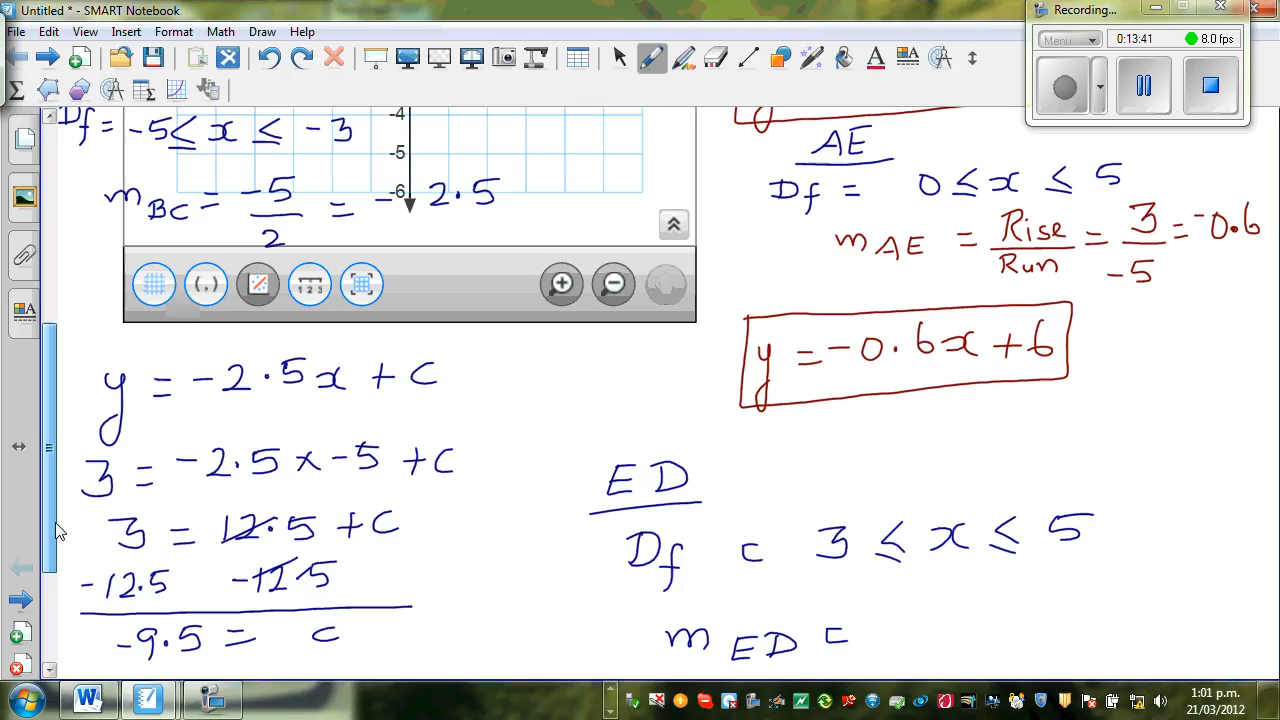 Untitled * - SMART Notebook
Recording...
File Edit View Insert Format Math Draw Help
Menu
0:13:41
8.0 fps
Df = -5 ≤ x ≤ -3
-4
-5
-6
m BC = -5/2 = -2.5
y = -2.5x + c
3 = -2.5 x -5 + c
3 = 12.5 + c
-12.5 -12.5
-9.5 = c
AE
Df = 0 ≤ x ≤ 5
m AE = Rise/Run = 3/-5 = -0.6
y = -0.6x + 6
ED
Df = 3 ≤ x ≤ 5
m ED =
1:01 p.m.
21/03/2012